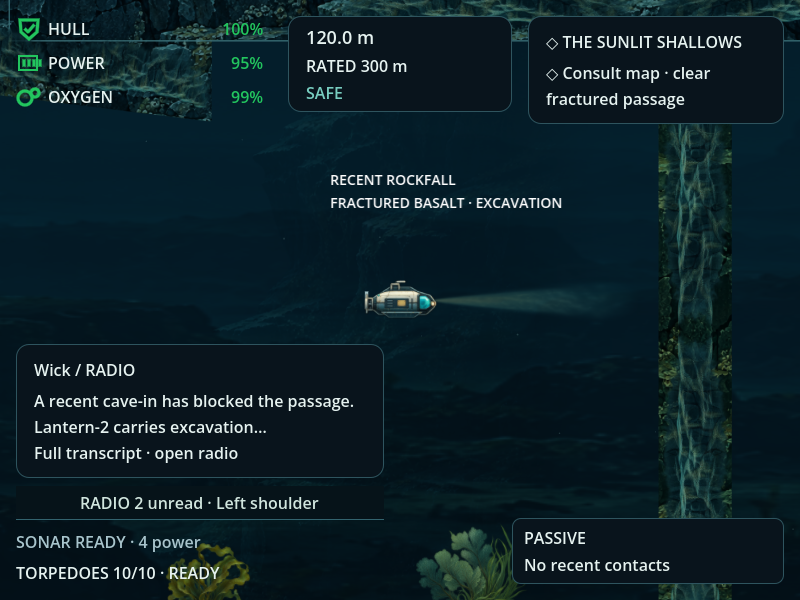 HULL 100%
POWER 95%
OXYGEN 99%
120.0 m
RATED 300 m
SAFE
◇ THE SUNLIT SHALLOWS
◇ Consult map · clear
fractured passage
RECENT ROCKFALL
FRACTURED BASALT · EXCAVATION
Wick / RADIO
A recent cave-in has blocked the passage.
Lantern-2 carries excavation…
Full transcript · open radio
RADIO 2 unread · Left shoulder
SONAR READY · 4 power
TORPEDOES 10/10 · READY
PASSIVE
No recent contacts